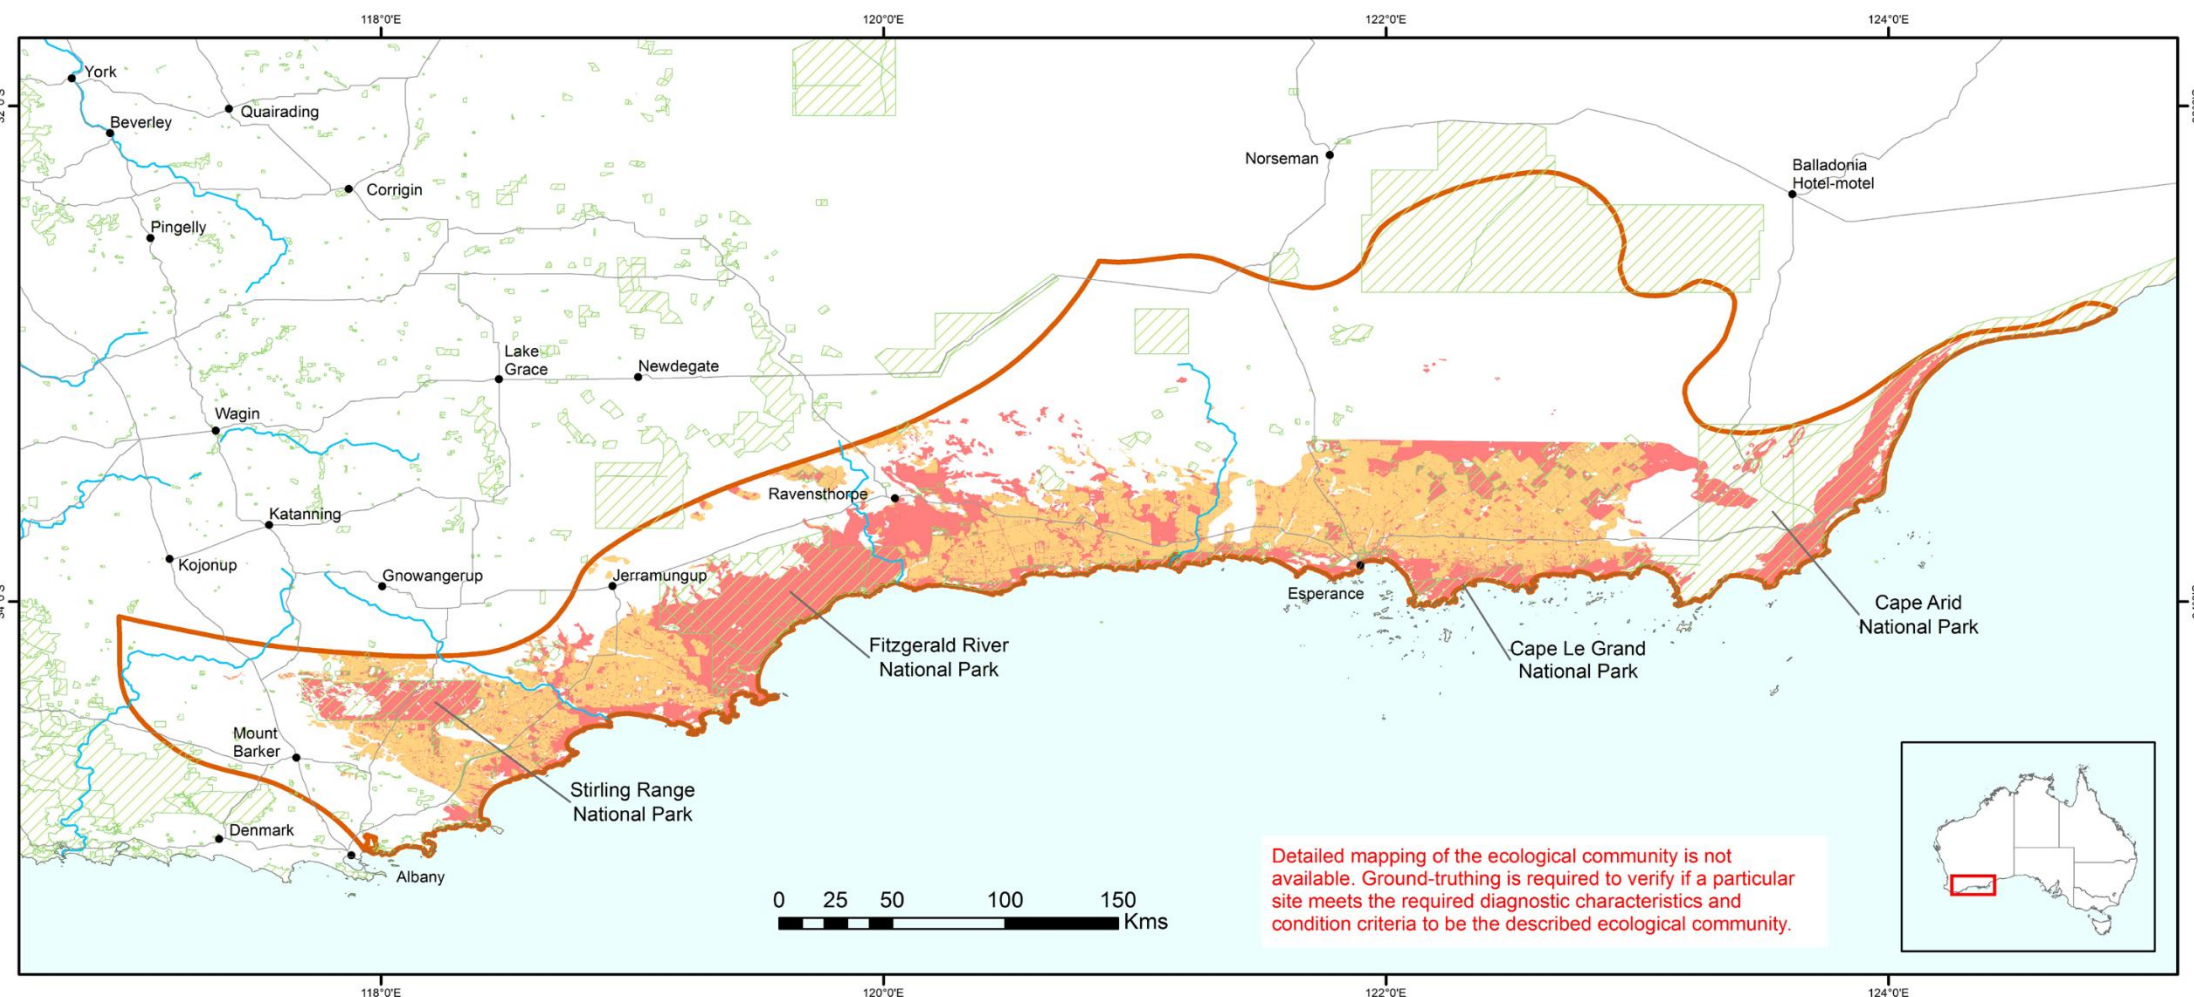 118°0'E
120°0'E
122°0'E
124°0'E
York
Quairading
Beverley
Corrigin
Pingelly
Norseman
Balladonia
Hotel-motel
Lake
Grace
Newdegate
Wagin
Ravensthorpe
Katanning
Kojonup
Gnowangerup
Jerramungup
Esperance
Cape Arid
National Park
Fitzgerald River
National Park
Cape Le Grand
National Park
Mount
Barker
Stirling Range
National Park
Denmark
Albany
0 25 50 100 150
Kms
Detailed mapping of the ecological community is not
available. Ground-truthing is required to verify if a particular
site meets the required diagnostic characteristics and
condition criteria to be the described ecological community.
118°0'E
120°0'E
122°0'E
124°0'E